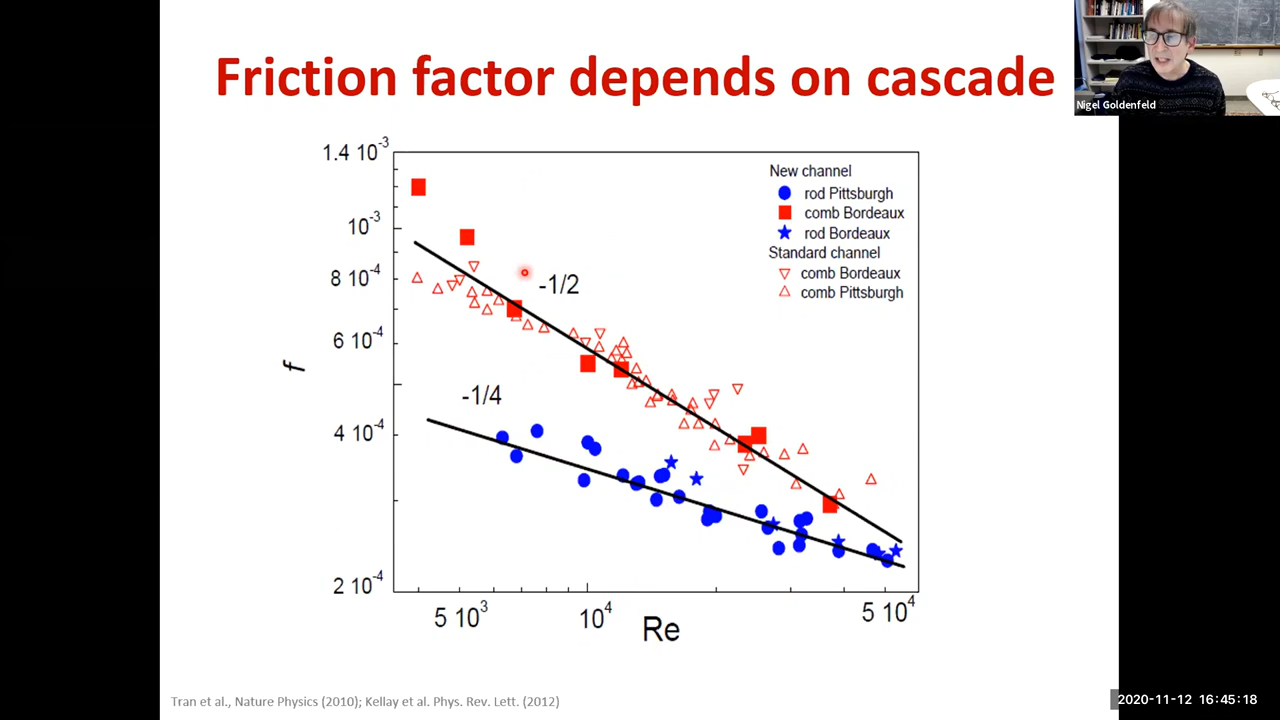 Friction factor depends on cascade
Nigel Goldenfeld
1.4 10⁻³
10⁻³
8 10⁻⁴
6 10⁻⁴
4 10⁻⁴
2 10⁻⁴
f
-1/2
-1/4
New channel
rod Pittsburgh
comb Bordeaux
rod Bordeaux
Standard channel
comb Bordeaux
comb Pittsburgh
5 10³
10⁴
5 10⁴
Re
Tran et al., Nature Physics (2010); Kellay et al. Phys. Rev. Lett. (2012)
2020-11-12 16:45:18